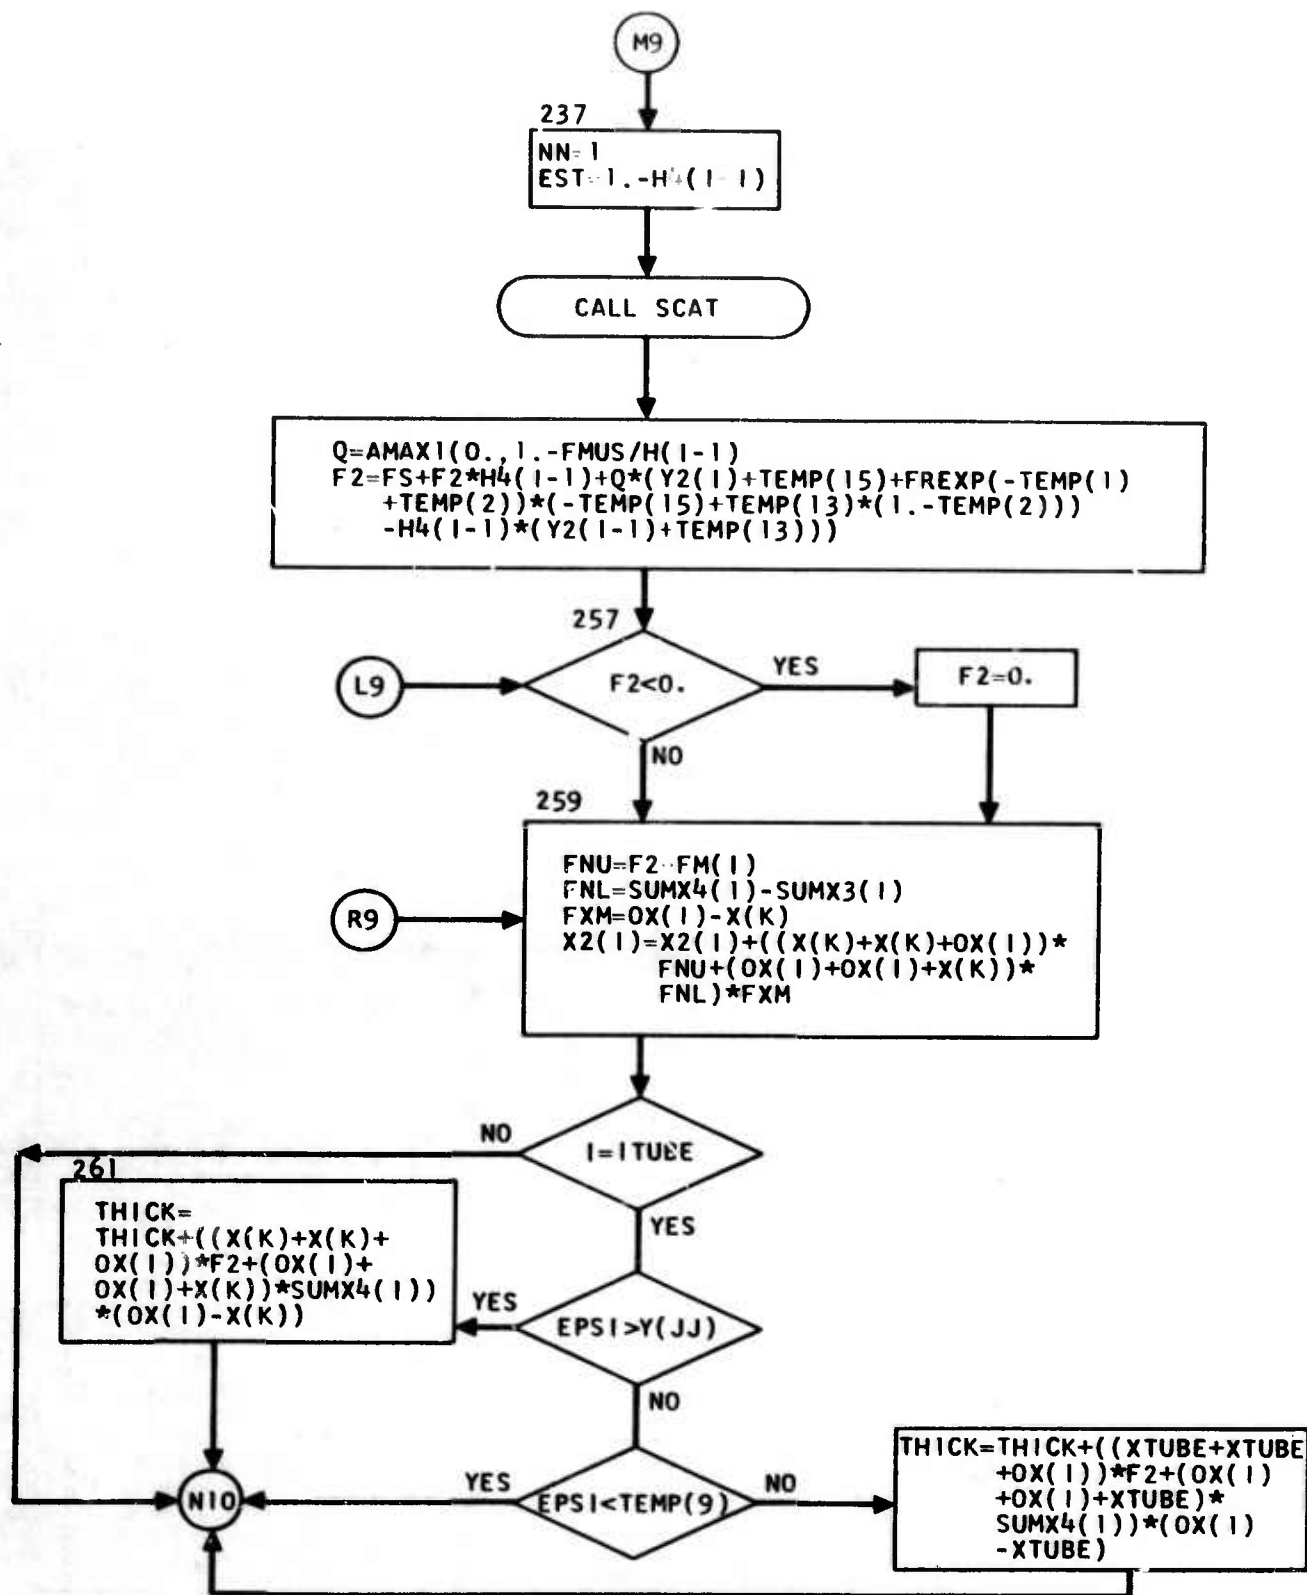 M9
237
NN=1
EST=1.-H4(I-1)
CALL SCAT
Q=AMAX1(0.,1.-FMUS/H(I-1)
F2=FS+F2*H4(I-1)+Q*(Y2(I)+TEMP(15)+FREXP(-TEMP(1)
+TEMP(2))*(-TEMP(15)+TEMP(13)*(1.-TEMP(2)))
-H4(I-1)*(Y2(I-1)+TEMP(13)))
257
L9
F2<0.
YES
F2=0.
NO
259
R9
FNU=F2-FM(I)
FNL=SUMX4(I)-SUMX3(I)
FXM=OX(I)-X(K)
X2(I)=X2(I)+((X(K)+X(K)+OX(I))*
FNU+(OX(I)+OX(I)+X(K))*
FNL)*FXM
NO
I=ITUBE
YES
261
THICK=
THICK+((X(K)+X(K)+
OX(I))*F2+(OX(I)+
OX(I)+X(K))*SUMX4(I))
*(OX(I)-X(K))
YES
EPSI>Y(JJ)
NO
N10
YES
EPSI<TEMP(9)
NO
THICK=THICK+((XTUBE+XTUBE
+OX(I))*F2+(OX(I)
+OX(I)+XTUBE)*
SUMX4(I))*(OX(I)
-XTUBE)